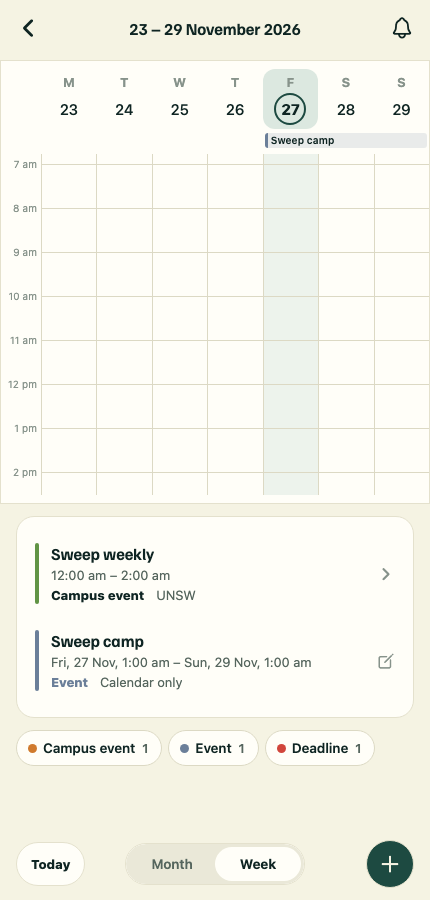 23 – 29 November 2026
M T W T F S S
23 24 25 26 27 28 29
Sweep camp
7 am
8 am
9 am
10 am
11 am
12 pm
1 pm
2 pm
Sweep weekly
12:00 am – 2:00 am
Campus event UNSW
Sweep camp
Fri, 27 Nov, 1:00 am – Sun, 29 Nov, 1:00 am
Event Calendar only
Campus event 1 Event 1 Deadline 1
Today Month Week